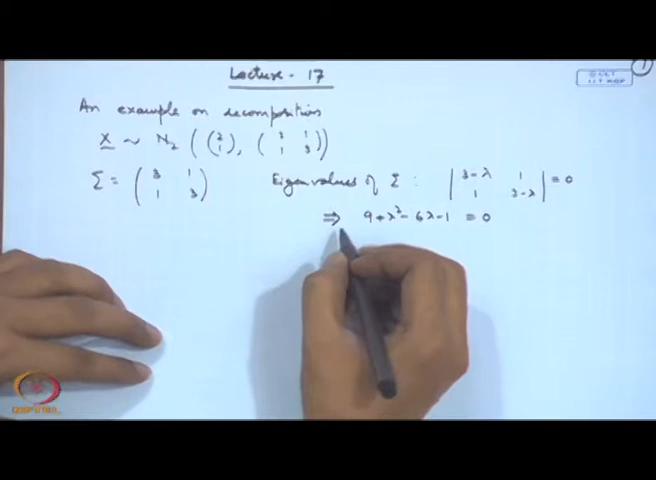 Lecture - 17
An example on decomposition
X ~ N₂ ( (2 1), (3 1 1 3) )
Σ = (3 1 1 3) Eigenvalues of Σ : | 3-λ 1 1 3-λ | = 0
⇒ 9+λ²-6λ-1 = 0